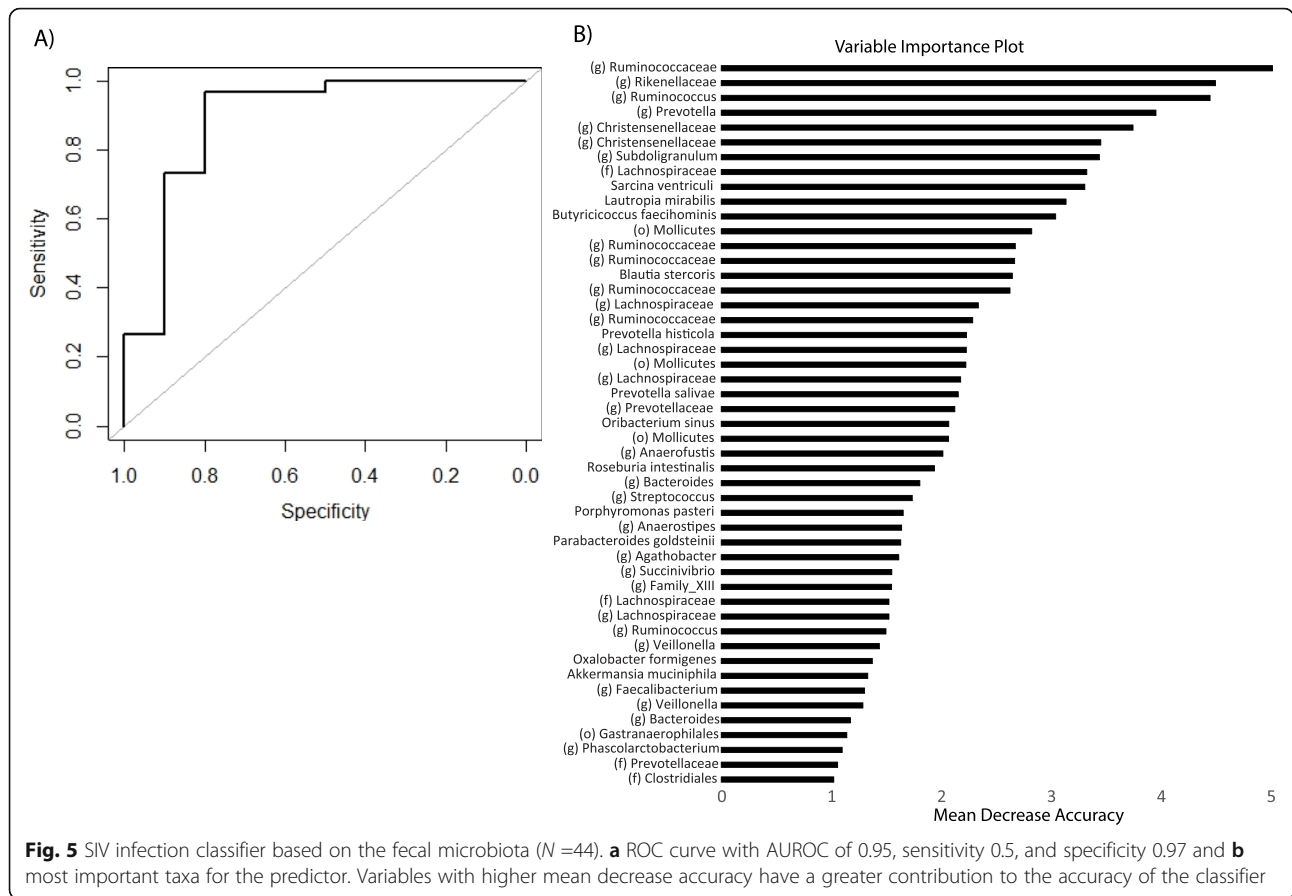 A)
1.0
0.8
0.6
0.4
0.2
0.0
Sensitivity
1.0 0.8 0.6 0.4 0.2 0.0
Specificity
B)
Variable Importance Plot
(g) Ruminococcaceae
(g) Rikenellaceae
(g) Ruminococcus
(g) Prevotella
(g) Christensenellaceae
(g) Christensenellaceae
(g) Subdoligranulum
(f) Lachnospiraceae
Sarcina ventriculi
Lautropia mirabilis
Butyricicoccus faecihominis
(o) Mollicutes
(g) Ruminococcaceae
(g) Ruminococcaceae
Blautia stercoris
(g) Ruminococcaceae
(g) Lachnospiraceae
(g) Ruminococcaceae
Prevotella histicola
(g) Lachnospiraceae
(o) Mollicutes
(g) Lachnospiraceae
Prevotella salivae
(g) Prevotellaceae
Oribacterium sinus
(o) Mollicutes
(g) Anaerofustis
Roseburia intestinalis
(g) Bacteroides
(g) Streptococcus
Porphyromonas pasteri
(g) Anaerostipes
Parabacteroides goldsteinii
(g) Agathobacter
(g) Succinivibrio
(g) Family_XIII
(f) Lachnospiraceae
(g) Lachnospiraceae
(g) Ruminococcus
(g) Veillonella
Oxalobacter formigenes
Akkermansia muciniphila
(g) Faecalibacterium
(g) Veillonella
(g) Bacteroides
(o) Gastranaerophilales
(g) Phascolarctobacterium
(f) Prevotellaceae
(f) Clostridiales
0 1 2 3 4 5
Mean Decrease Accuracy
Fig. 5 SIV infection classifier based on the fecal microbiota (N =44). a ROC curve with AUROC of 0.95, sensitivity 0.5, and specificity 0.97 and b
most important taxa for the predictor. Variables with higher mean decrease accuracy have a greater contribution to the accuracy of the classifier